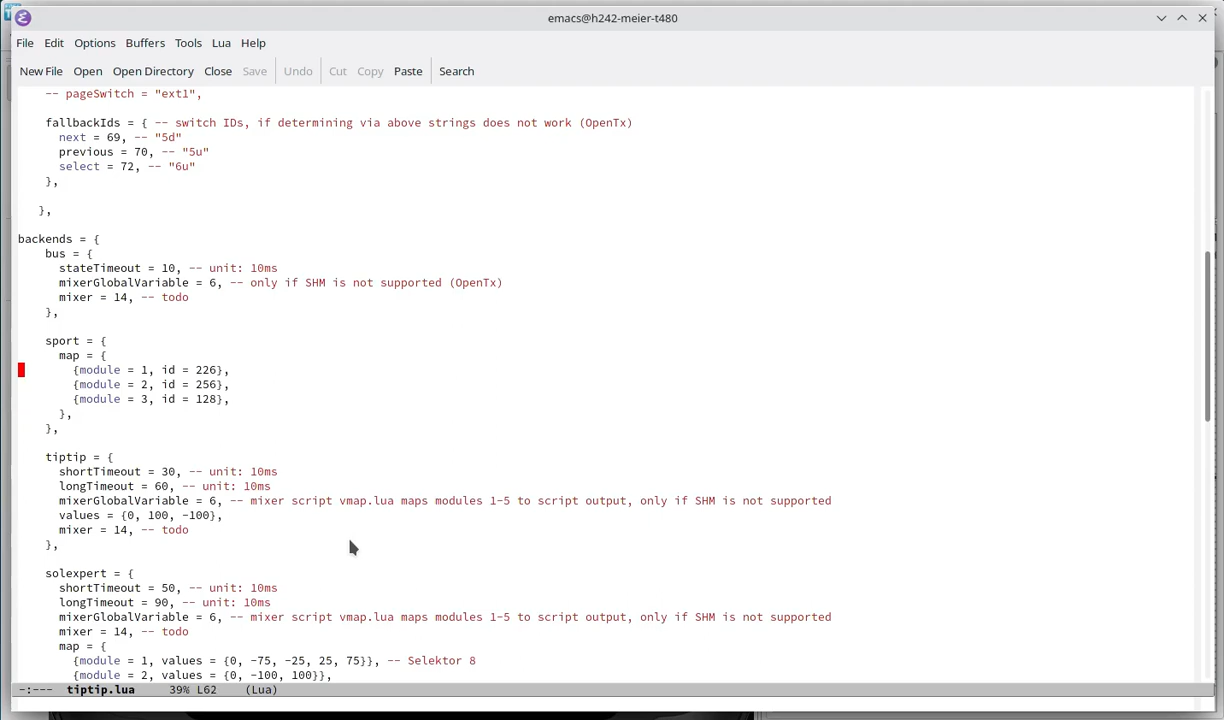 emacs@h242-meier-t480
File Edit Options Buffers Tools Lua Help
New File Open Open Directory Close Save Undo Cut Copy Paste Search
-- pageSwitch = "ext1",
fallbackIds = { -- switch IDs, if determining via above strings does not work (OpenTx)
next = 69, -- "5d"
previous = 70, -- "5u"
select = 72, -- "6u"
},
},
backends = {
bus = {
stateTimeout = 10, -- unit: 10ms
mixerGlobalVariable = 6, -- only if SHM is not supported (OpenTx)
mixer = 14, -- todo
},
sport = {
map = {
{module = 1, id = 226},
{module = 2, id = 256},
{module = 3, id = 128},
},
},
tiptip = {
shortTimeout = 30, -- unit: 10ms
longTimeout = 60, -- unit: 10ms
mixerGlobalVariable = 6, -- mixer script vmap.lua maps modules 1-5 to script output, only if SHM is not supported
values = {0, 100, -100},
mixer = 14, -- todo
},
solexpert = {
shortTimeout = 50, -- unit: 10ms
longTimeout = 90, -- unit: 10ms
mixerGlobalVariable = 6, -- mixer script vmap.lua maps modules 1-5 to script output, only if SHM is not supported
mixer = 14, -- todo
map = {
{module = 1, values = {0, -75, -25, 25, 75}}, -- Selektor 8
{module = 2, values = {0, -100, 100}},
-:--- tiptip.lua 39% L62 (Lua)